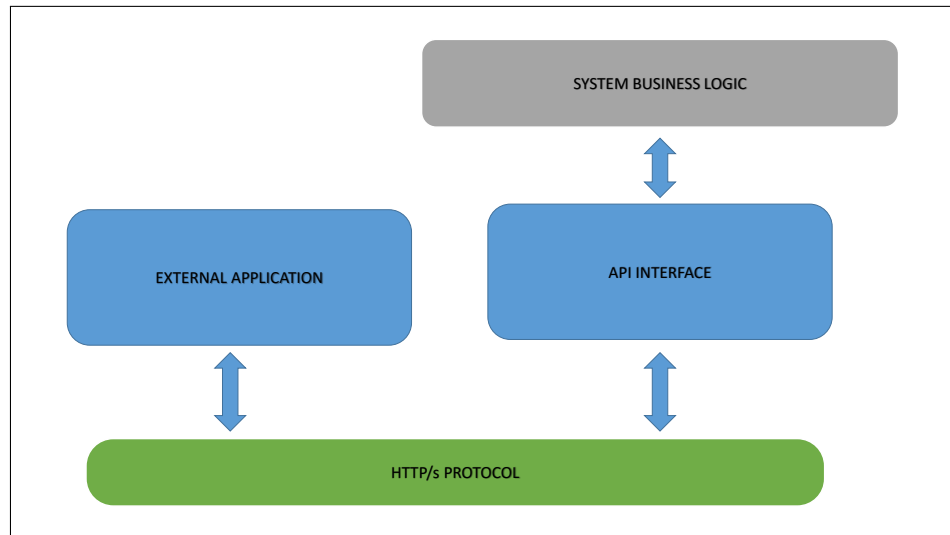 SYSTEM BUSINESS LOGIC
EXTERNAL APPLICATION
API INTERFACE
HTTP/s PROTOCOL